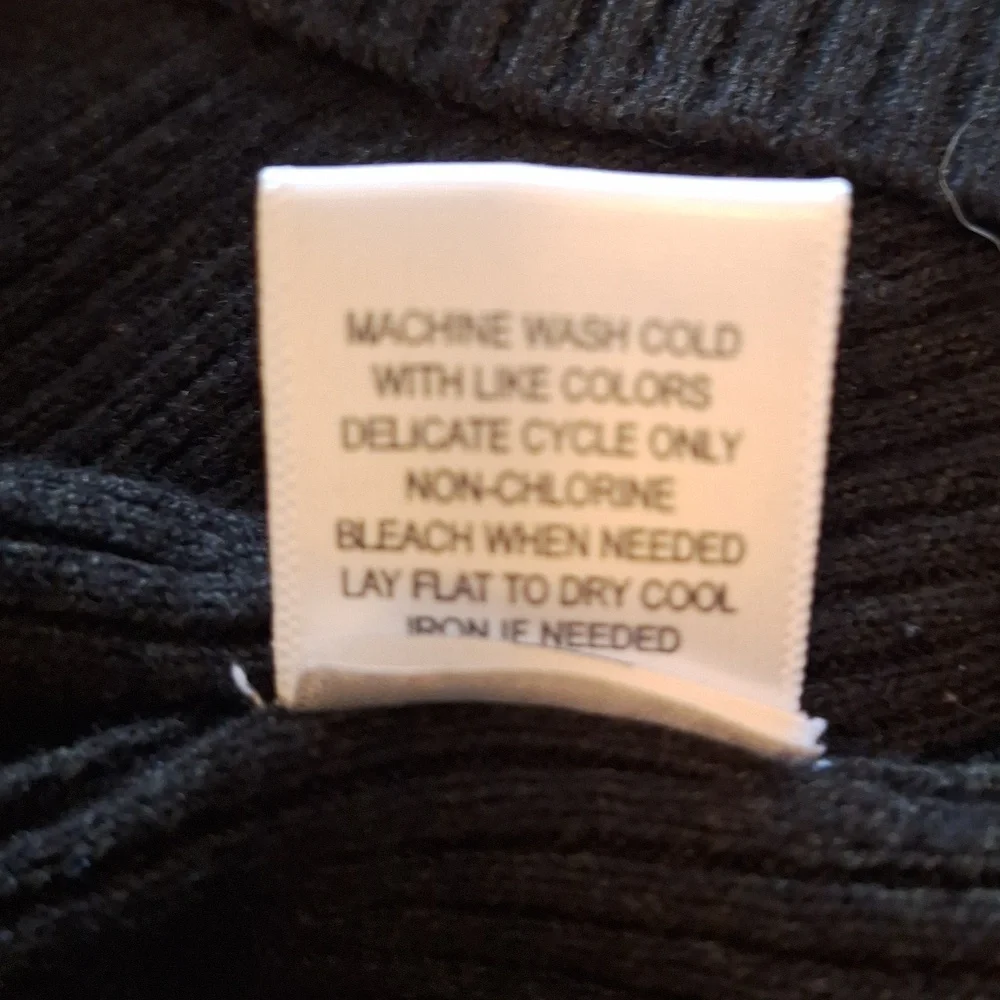 MACHINE WASH COLD
WITH LIKE COLORS
DELICATE CYCLE ONLY
NON-CHLORINE
BLEACH WHEN NEEDED
LAY FLAT TO DRY COOL
IRON IF NEEDED